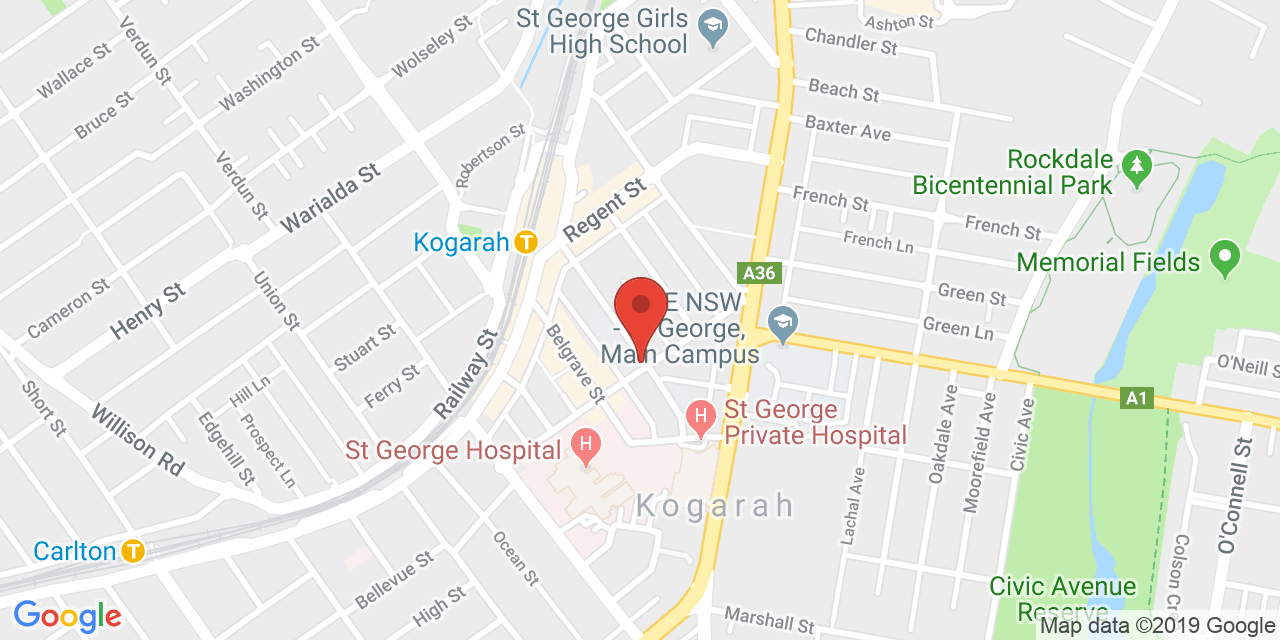 St George Girls
High School
Ashton St
Chandler St
Verdun St
Wolseley St
Wallace St
Washington St
Beach St
Bruce St
Baxter Ave
Robertson St
Rockdale
Bicentennial Park
Verdun St
Warialda St
Regent St
French St
French St
Kogarah T
French Ln
Memorial Fields
A36
Cameron St
Henry St
Union St
Green St
E NSW
George,
Main Campus
Green Ln
Stuart St
Belgrave St
Railway St
O'Neill S
Hill Ln
Ferry St
Short St
A1
Willison Rd
Edgehill St
Prospect Ln
H
St George
Private Hospital
Oakdale Ave
Moorefield Ave
Civic Ave
St George Hospital H
O'Connell St
Kogarah
Lachal Ave
Carlton T
Ocean St
Colson Cr
Bellevue St
High St
Civic Avenue
Reserve
Marshall St
Google
Map data ©2019 Google